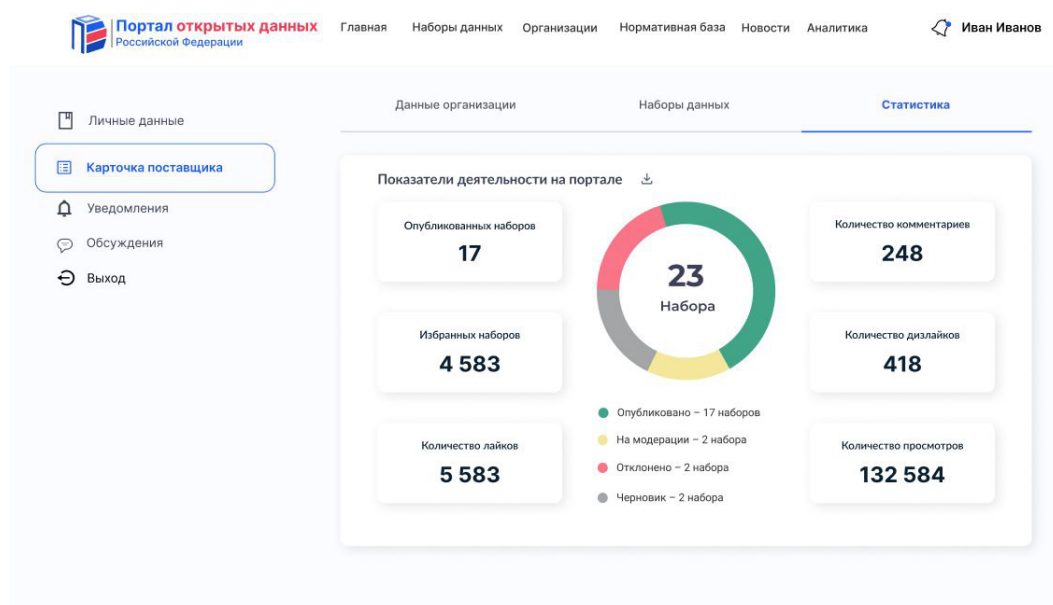 Портал открытых данных
Российской Федерации
Главная
Наборы данных
Организации
Нормативная база
Новости
Аналитика
Иван Иванов
Личные данные
Карточка поставщика
Уведомления
Обсуждения
Выход
Данные организации
Наборы данных
Статистика
Показатели деятельности на портале
Опубликованных наборов
17
Избранных наборов
4 583
Количество лайков
5 583
23
Набора
Опубликовано – 17 наборов
На модерации – 2 набора
Отклонено – 2 набора
Черновик – 2 набора
Количество комментариев
248
Количество дизлайков
418
Количество просмотров
132 584